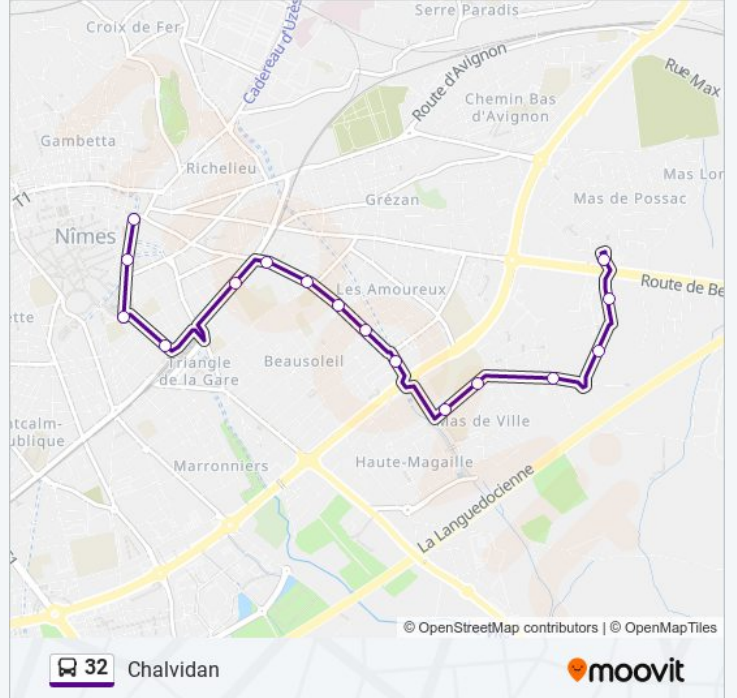 Serre Paradis
Croix de Fer
Cadereau d'Uzès
Route d'Avignon
Rue Max
Chemin Bas
d'Avignon
Gambetta
Richelieu
Mas Lor
T1
Grézan
Mas de Possac
Nîmes
Route de Be
Les Amoureux
ette
Beausoleil
Triangle
de la Gare
Mas de Ville
ntcalm-
publique
Marronniers
Haute-Magaille
La Languedocienne
© OpenStreetMap contributors | © OpenMapTiles
32 Chalvidan
moovit